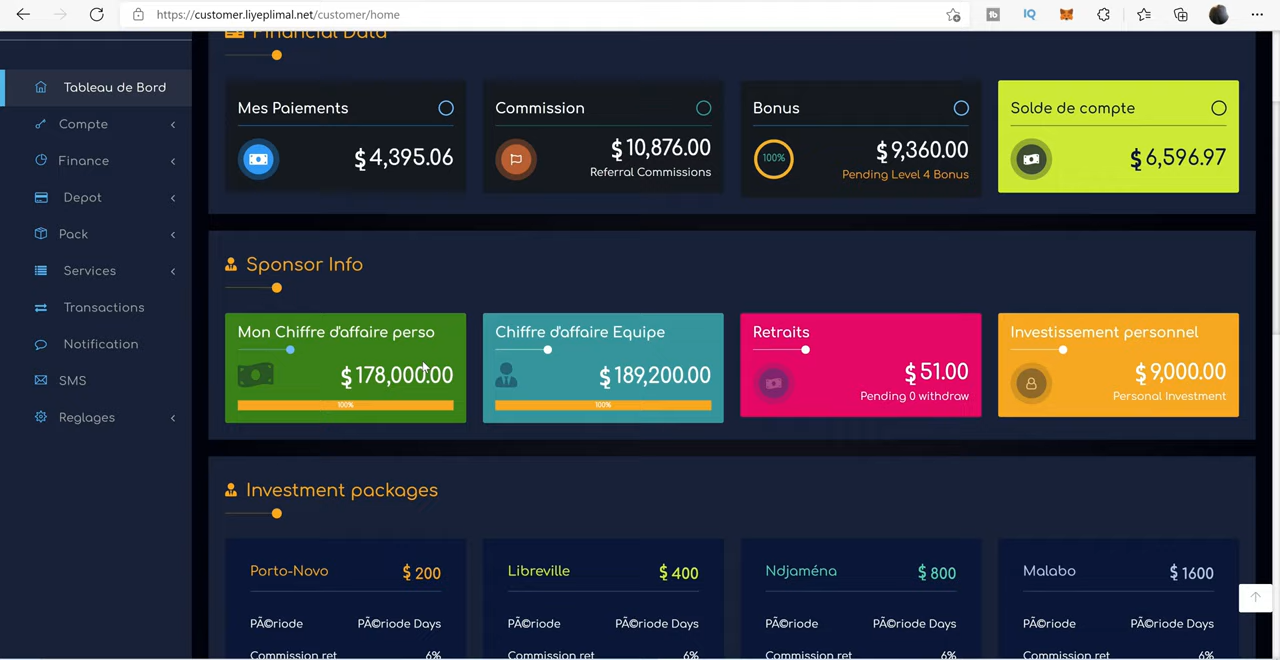 https://customer.liyeplimal.net/customer/home
IQ
Financial Data
Tableau de Bord
Compte
Finance
Depot
Pack
Services
Transactions
Notification
SMS
Reglages
Mes Paiements
$4,395.06
Commission
$10,876.00
Referral Commissions
Bonus
100%
$9,360.00
Pending Level 4 Bonus
Solde de compte
$6,596.97
Sponsor Info
Mon Chiffre d'affaire perso
$178,000.00
100%
Chiffre d'affaire Equipe
$189,200.00
100%
Retraits
$51.00
Pending 0 withdraw
Investissement personnel
$9,000.00
Personal Investment
Investment packages
Porto-Novo $ 200
PÃ©riode PÃ©riode Days
Commission ret 6%
Libreville $ 400
PÃ©riode PÃ©riode Days
Commission ret 6%
Ndjaména $ 800
PÃ©riode PÃ©riode Days
Commission ret 6%
Malabo $ 1600
PÃ©riode PÃ©riode Days
Commission ret 6%